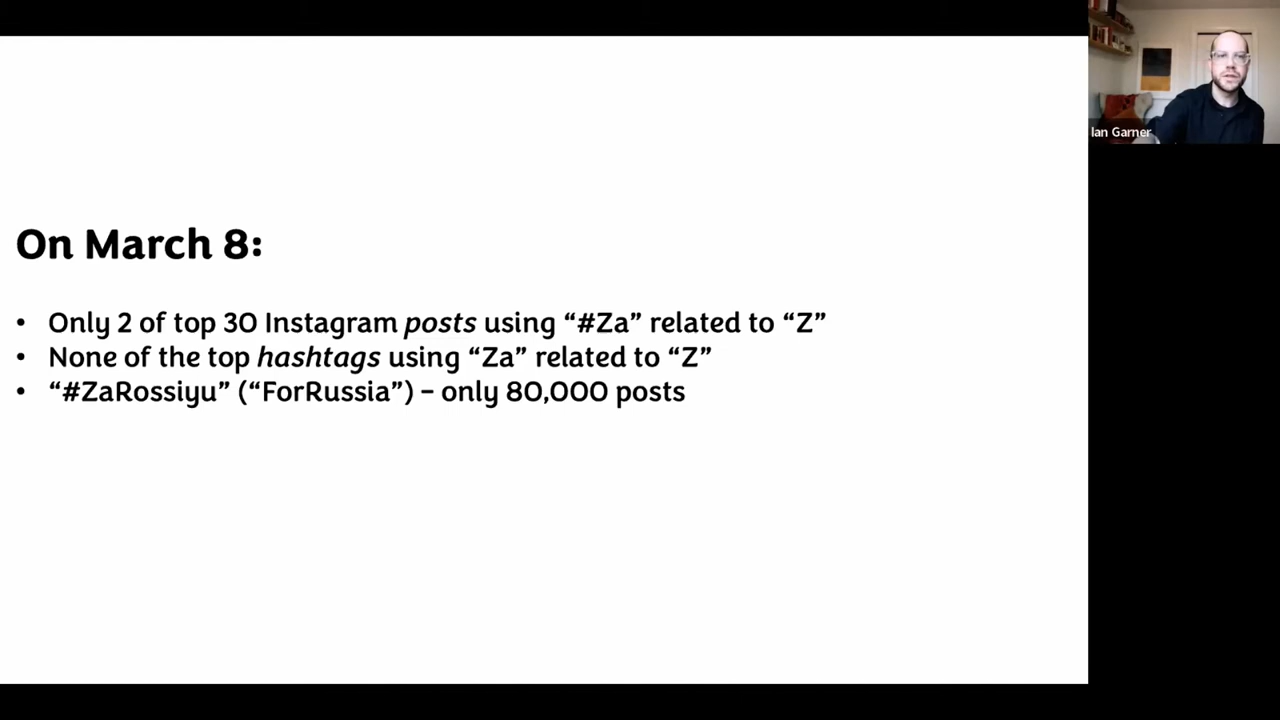 On March 8:
• Only 2 of top 30 Instagram posts using “#Za” related to “Z”
• None of the top hashtags using “Za” related to “Z”
• “#ZaRossiyu” (“ForRussia”) – only 80,000 posts
Ian Garner